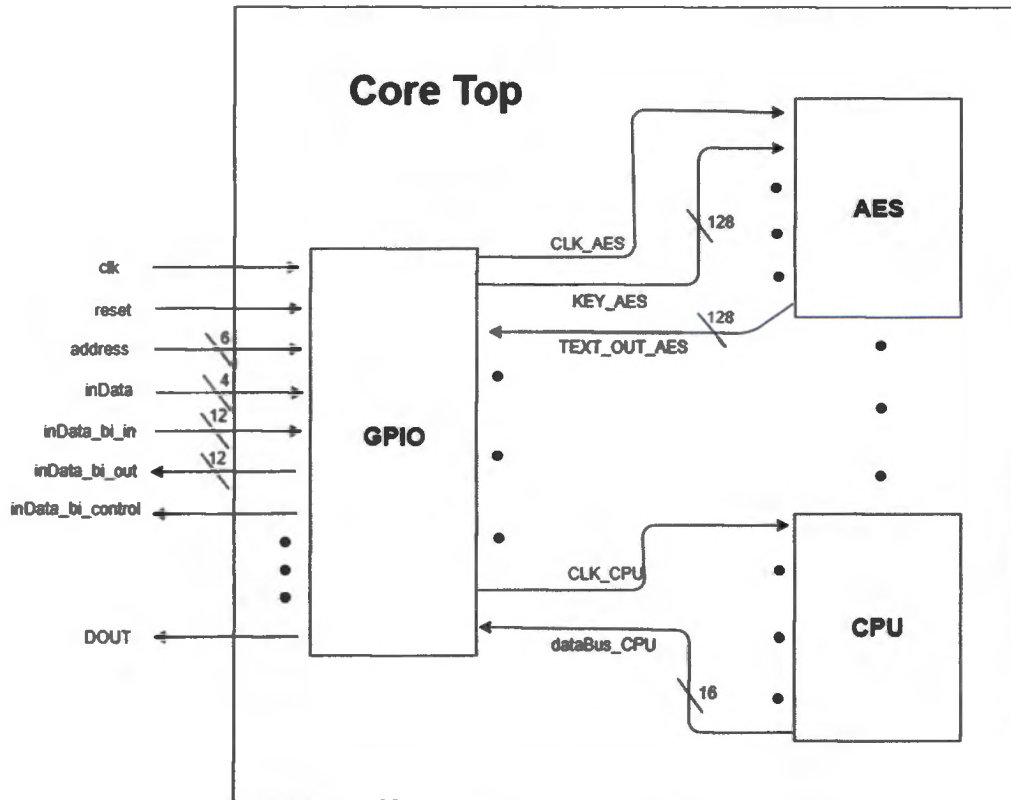 Core Top
AES
128
CLK_AES
clk
KEY_AES
reset
128
6
TEXT_OUT_AES
address
4
inData
12
inData_bi_in
GPIO
12
inData_bi_out
inData_bi_control
CLK_CPU
CPU
DOUT
dataBus_CPU
16